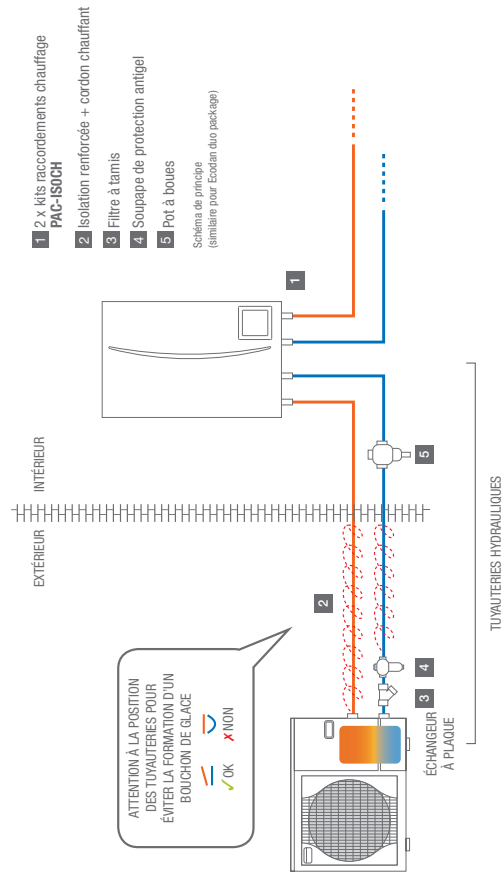 1 2 x kits raccordements chauffage
PAC-ISOCH
2 Isolation renforcée + cordon chauffant
3 Filtre à tamis
4 Soupape de protection antigel
5 Pot à boues
Schéma de principe
(similaire pour Ecodan duo package)
EXTÉRIEUR
INTÉRIEUR
ATTENTION À LA POSITION
DES TUYAUTERIES POUR
ÉVITER LA FORMATION D'UN
BOUCHON DE GLACE
OK
NON
1
2
3
4
5
ÉCHANGEUR
À PLAQUE
TUYAUTERIES HYDRAULIQUES